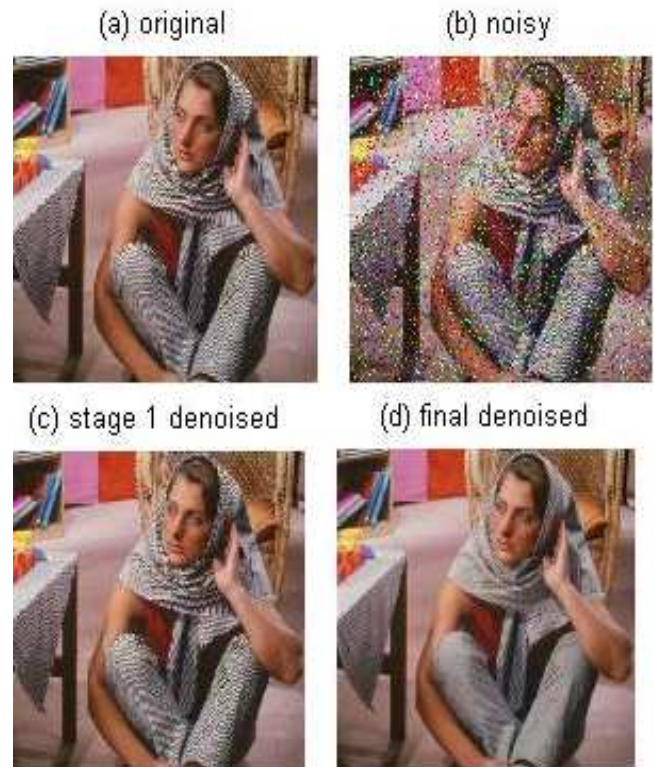 (a) original
(b) noisy
(c) stage 1 denoised
(d) final denoised